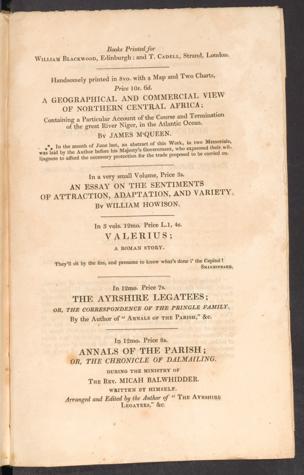 Books Printed for
WILLIAM BLACKWOOD, Edinburgh: and T. CADELL, Strand, London.
Handsomely printed in 8vo. with a Map and Two Charts,
Price 10s. 6d.
A GEOGRAPHICAL AND COMMERCIAL VIEW
OF NORTHERN CENTRAL AFRICA;
Containing a Particular Account of the Course and Termination
of the great River Niger, in the Atlantic Ocean.
BY JAMES M'QUEEN.
⁂ In the month of June last, an abstract of this Work, in two Memorials,
was laid by the Author before his Majesty's Government, who expressed their wil-
lingness to afford the necessary protection for the trade proposed to be carried on.
In a very small Volume, Price 3s.
AN ESSAY ON THE SENTIMENTS
OF ATTRACTION, ADAPTATION, AND VARIETY.
BY WILLIAM HOWISON.
In 3 vols. 12mo. Price L.1, 4s.
VALERIUS;
A ROMAN STORY.
They'll sit by the fire, and presume to know what's done i' the Capitol!
SHAKSPEARE.
In 12mo. Price 7s.
THE AYRSHIRE LEGATEES;
OR, THE CORRESPONDENCE OF THE PRINGLE FAMILY.
By the Author of "ANNALS OF THE PARISH," &c.
In 12mo. Price 8s.
ANNALS OF THE PARISH;
OR, THE CHRONICLE OF DALMAILING.
DURING THE MINISTRY OF
THE REV. MICAH BALWHIDDER.
WRITTEN BY HIMSELF.
Arranged and Edited by the Author of "THE AYRSHIRE
LEGATEES," &c.